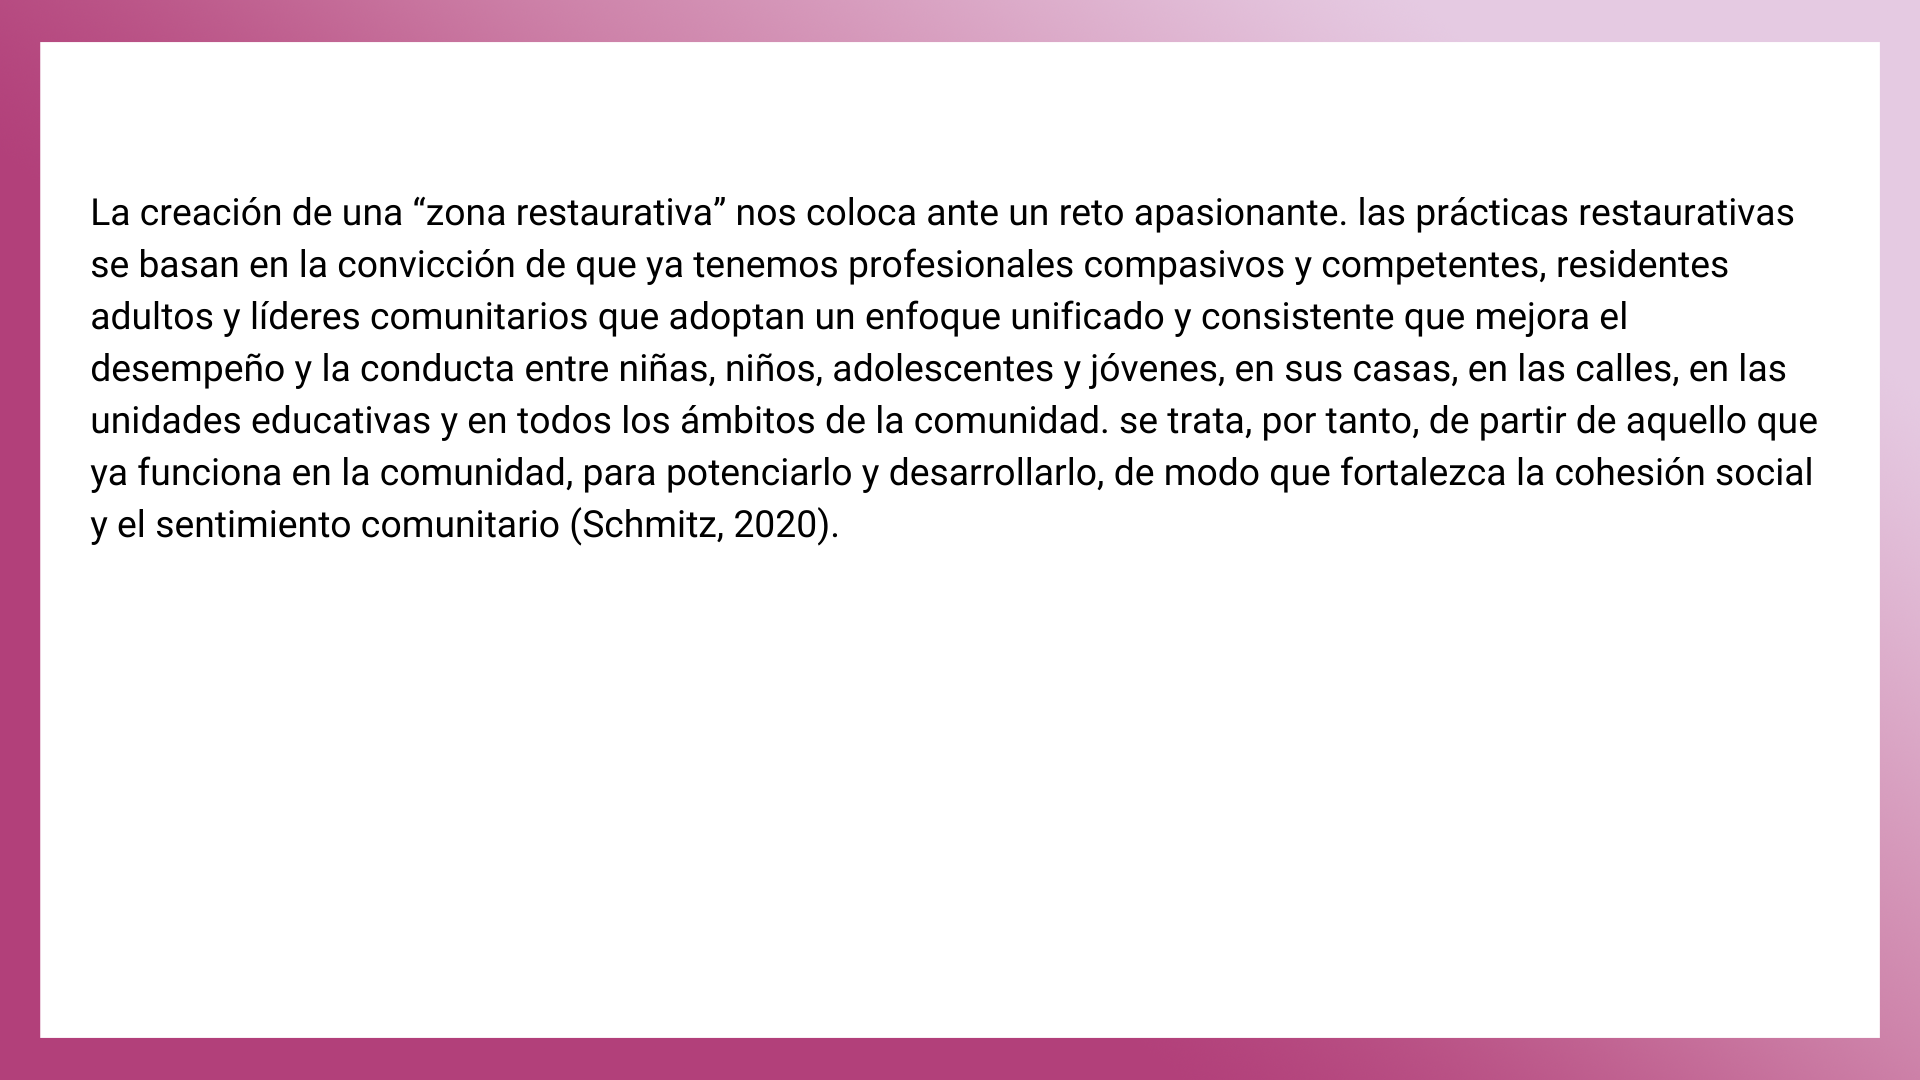 La creación de una “zona restaurativa” nos coloca ante un reto apasionante. las prácticas restaurativas
se basan en la convicción de que ya tenemos profesionales compasivos y competentes, residentes
adultos y líderes comunitarios que adoptan un enfoque unificado y consistente que mejora el
desempeño y la conducta entre niñas, niños, adolescentes y jóvenes, en sus casas, en las calles, en las
unidades educativas y en todos los ámbitos de la comunidad. se trata, por tanto, de partir de aquello que
ya funciona en la comunidad, para potenciarlo y desarrollarlo, de modo que fortalezca la cohesión social
y el sentimiento comunitario (Schmitz, 2020).